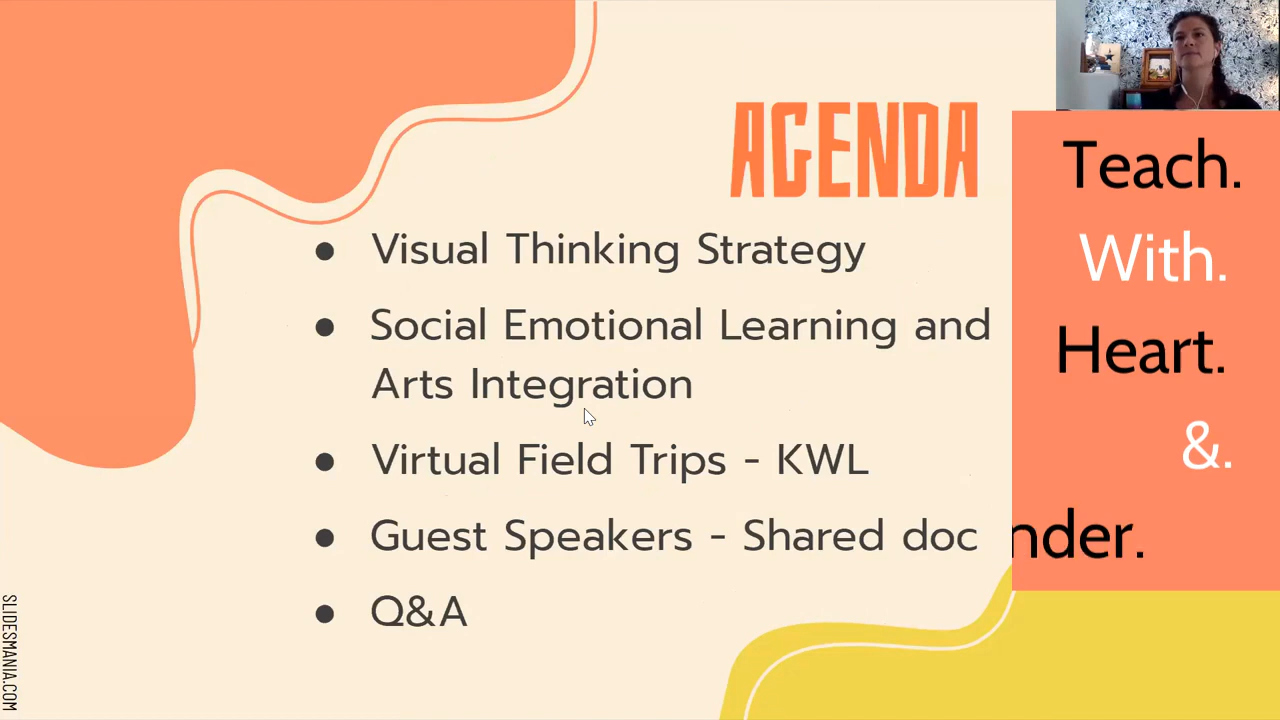 AGENDA
● Visual Thinking Strategy
● Social Emotional Learning and
Arts Integration
● Virtual Field Trips - KWL
● Guest Speakers - Shared doc
● Q&A
Teach.
With.
Heart.
&.
nder.
SLIDESMANIA.COM